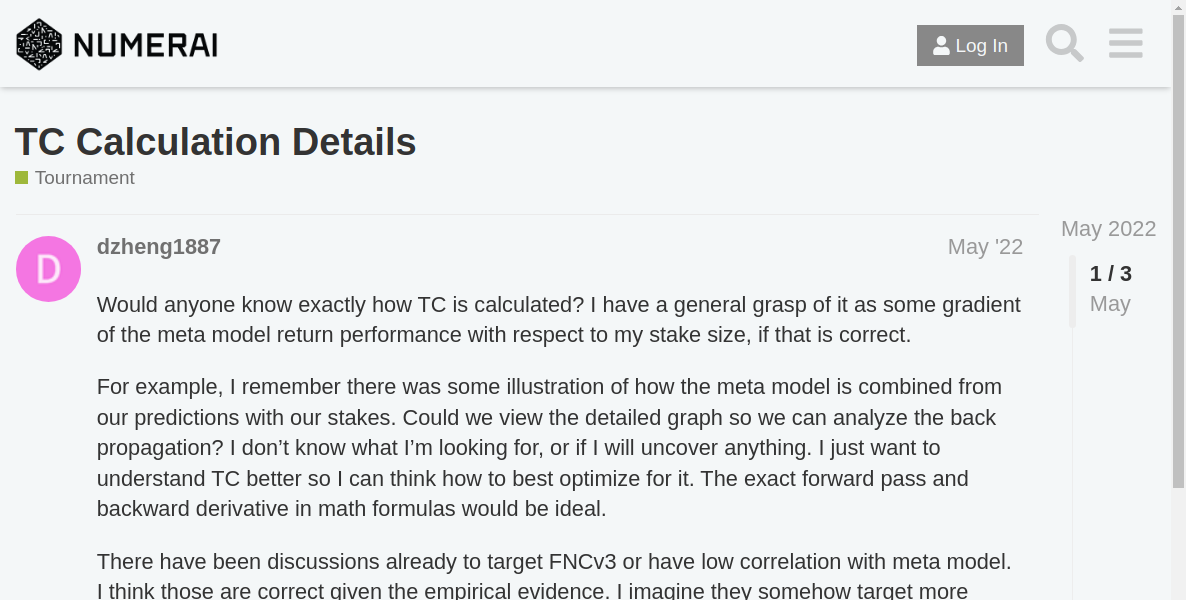 NUMERAI
Log In
TC Calculation Details
Tournament
May 2022
dzheng1887
May '22
1 / 3
May
Would anyone know exactly how TC is calculated? I have a general grasp of it as some gradient
of the meta model return performance with respect to my stake size, if that is correct.
For example, I remember there was some illustration of how the meta model is combined from
our predictions with our stakes. Could we view the detailed graph so we can analyze the back
propagation? I don’t know what I’m looking for, or if I will uncover anything. I just want to
understand TC better so I can think how to best optimize for it. The exact forward pass and
backward derivative in math formulas would be ideal.
There have been discussions already to target FNCv3 or have low correlation with meta model.
I think those are correct given the empirical evidence. I imagine they somehow target more